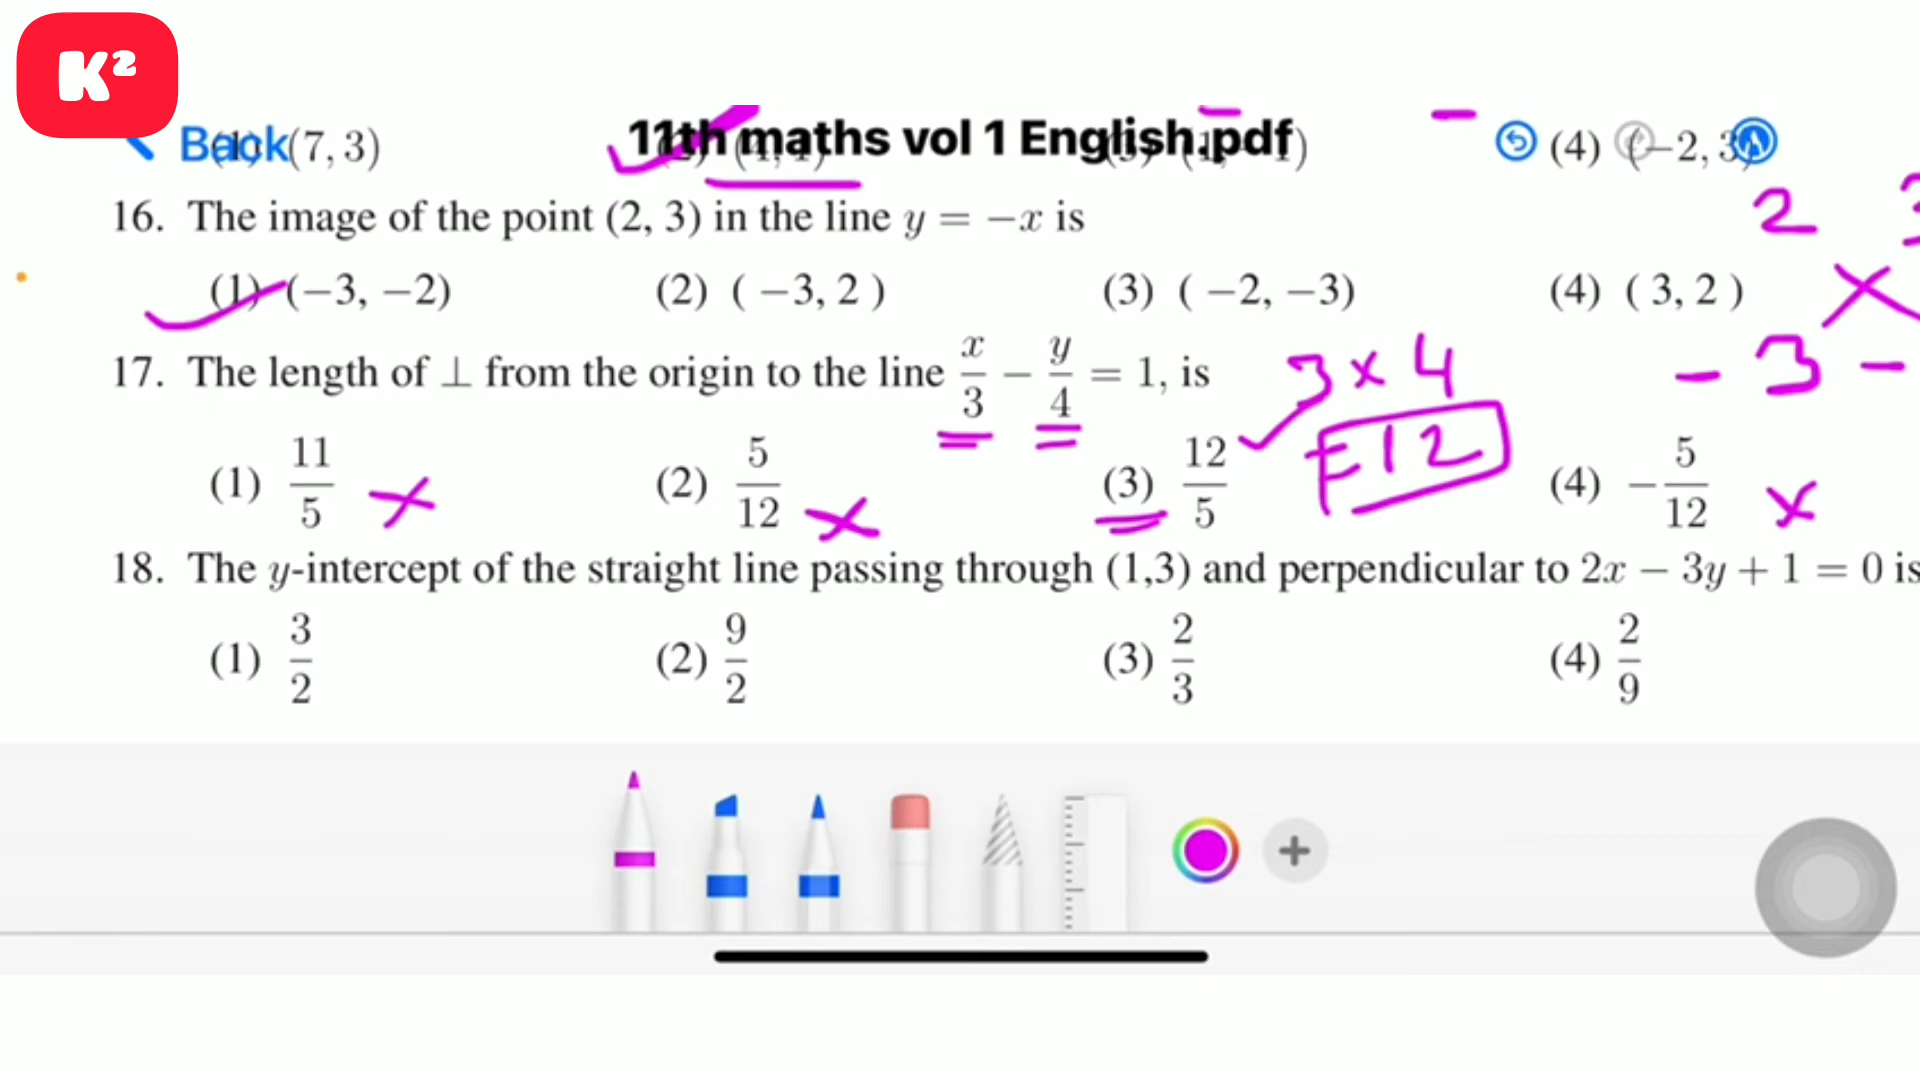 K²
Back
11th maths vol 1 English.pdf
(7, 3)
(4) (−2, 3)
16. The image of the point (2, 3) in the line y = −x is
2
(1) (−3, −2) (2) ( −3, 2 ) (3) ( −2, −3) (4) ( 3, 2 )
17. The length of ⊥ from the origin to the line x/3 − y/4 = 1, is
3 x 4
- 3 -
(1) 11/5 (2) 5/12 (3) 12/5 (4) −5/12
= 12
18. The y-intercept of the straight line passing through (1,3) and perpendicular to 2x − 3y + 1 = 0 is
(1) 3/2 (2) 9/2 (3) 2/3 (4) 2/9